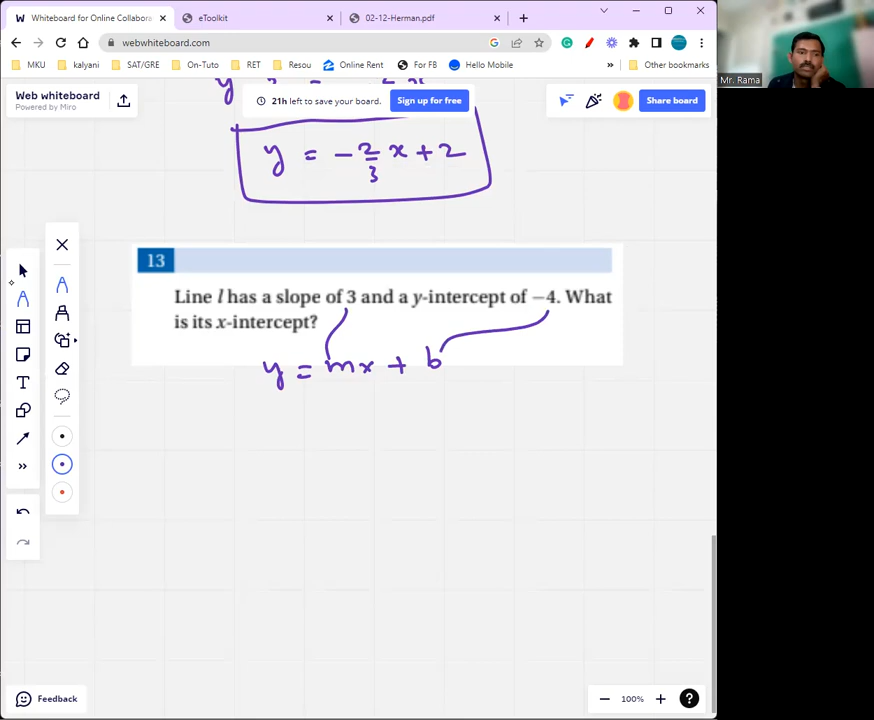 Whiteboard for Online Collabora
eToolkit
02-12-Herman.pdf
webwhiteboard.com
MKU
kalyani
SAT/GRE
On-Tuto
RET
Resou
Online Rent
For FB
Hello Mobile
»
Other bookmarks
Mr. Rama
Web whiteboard
Powered by Miro
21h left to save your board.
Sign up for free
Share board
y = -2/3 x + 2
13
Line l has a slope of 3 and a y-intercept of −4. What
is its x-intercept?
y = mx + b
Feedback
100%